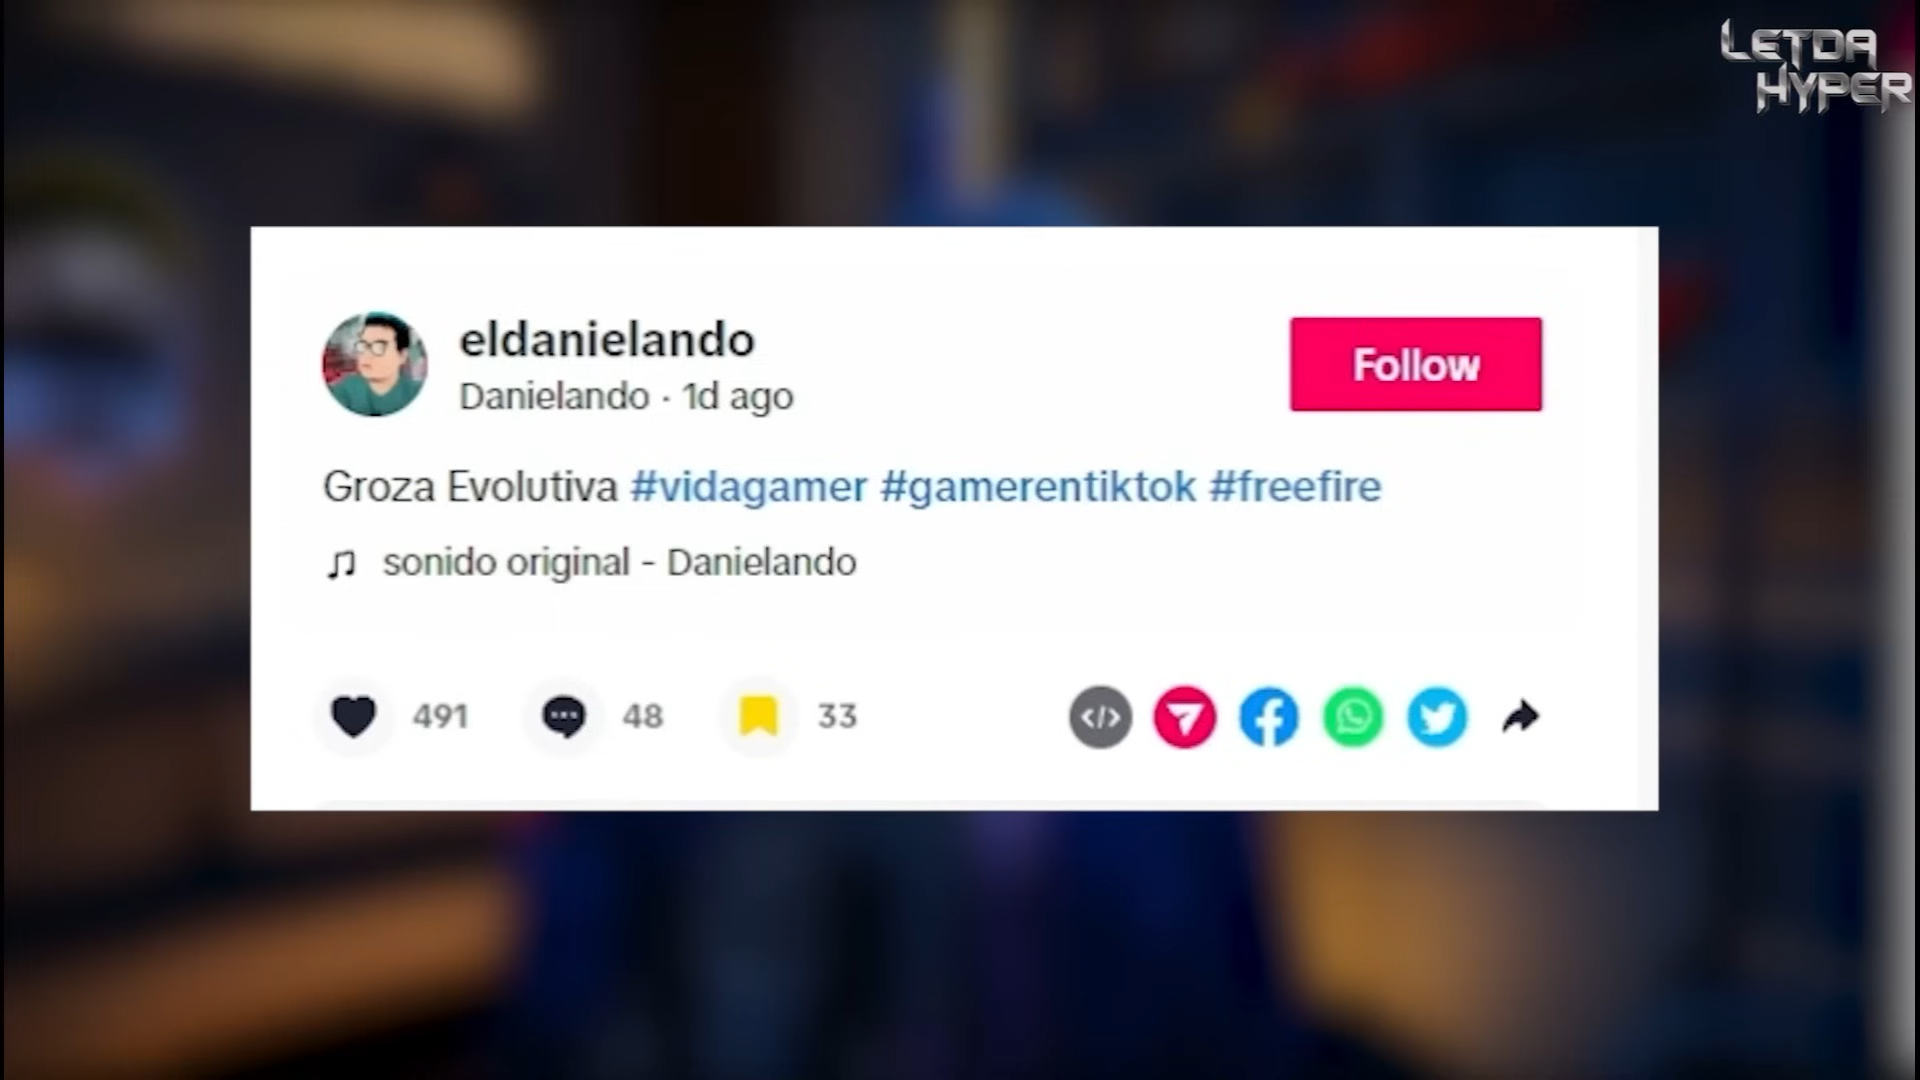 LETDA
HYPER
eldanielando
Danielando · 1d ago
Follow
Groza Evolutiva #vidagamer #gamerentiktok #freefire
sonido original - Danielando
491
48
33